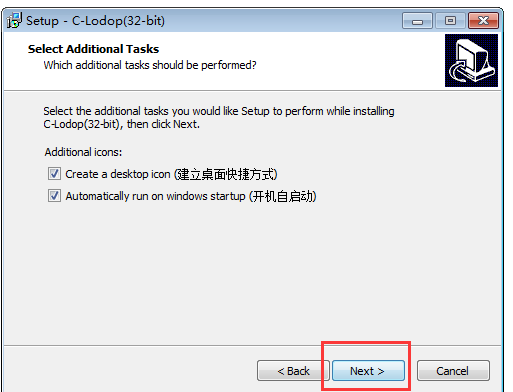 Setup - C-Lodop(32-bit)
Select Additional Tasks
Which additional tasks should be performed?
Select the additional tasks you would like Setup to perform while installing
C-Lodop(32-bit), then click Next.
Additional icons:
Create a desktop icon (建立桌面快捷方式)
Automatically run on windows startup (开机自启动)
< Back
Next >
Cancel